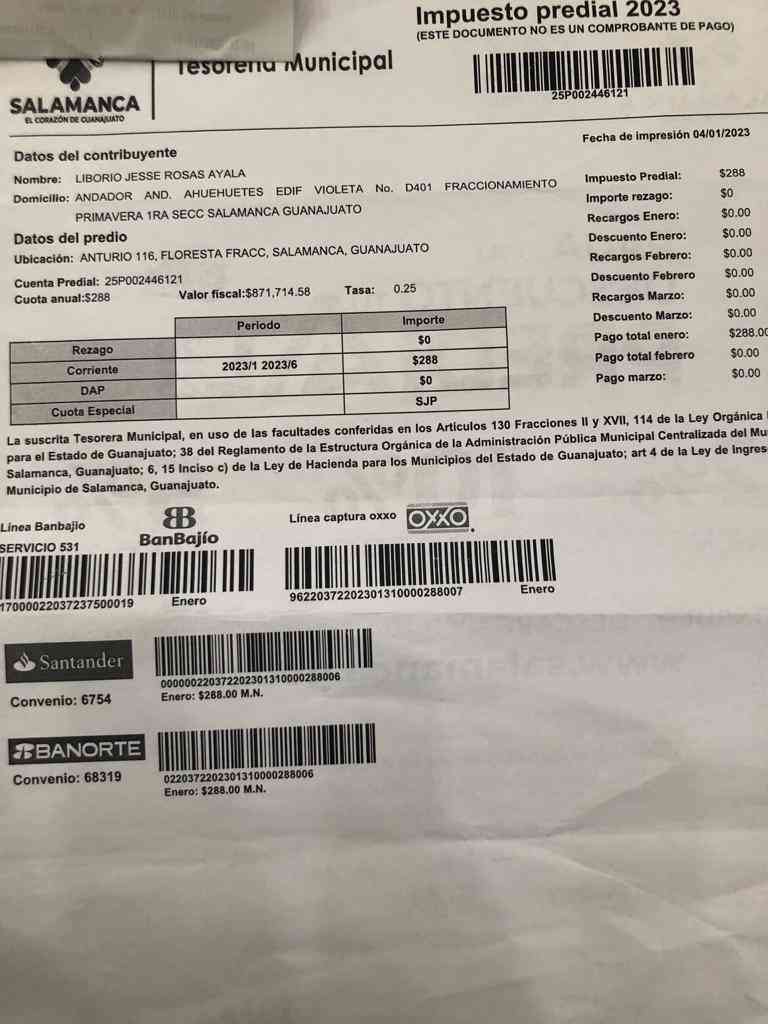 Impuesto predial 2023
(ESTE DOCUMENTO NO ES UN COMPROBANTE DE PAGO)
Tesorería Municipal
25P002446121
SALAMANCA
EL CORAZÓN DE GUANAJUATO
Fecha de impresión 04/01/2023
Datos del contribuyente
Nombre: LIBORIO JESSE ROSAS AYALA
Domicilio: ANDADOR AND. AHUEHUETES EDIF VIOLETA No. D401 FRACCIONAMIENTO
PRIMAVERA 1RA SECC SALAMANCA GUANAJUATO
Datos del predio
Ubicación: ANTURIO 116, FLORESTA FRACC, SALAMANCA, GUANAJUATO
Cuenta Predial: 25P002446121
Cuota anual:$288 Valor fiscal:$871,714.58 Tasa: 0.25
Impuesto Predial: $288
Importe rezago: $0
Recargos Enero: $0.00
Descuento Enero: $0.00
Recargos Febrero: $0.00
Descuento Febrero $0.00
Recargos Marzo: $0.00
Descuento Marzo: $0.00
Pago total enero: $288.00
Pago total febrero $0.00
Pago marzo: $0.00
Periodo Importe
Rezago $0
Corriente 2023/1 2023/6 $288
DAP $0
Cuota Especial SJP
La suscrita Tesorera Municipal, en uso de las facultades conferidas en los Articulos 130 Fracciones II y XVII, 114 de la Ley Orgánica
para el Estado de Guanajuato; 38 del Reglamento de la Estructura Orgánica de la Administración Pública Municipal Centralizada del Mu
Salamanca, Guanajuato; 6, 15 Inciso c) de la Ley de Hacienda para los Municipios del Estado de Guanajuato; art 4 de la Ley de Ingres
Municipio de Salamanca, Guanajuato.
Línea Banbajio
BanBajío
SERVICIO 531
17000022037237500019 Enero
Línea captura oxxo OXXO
96220372202301310000288007 Enero
Santander
Convenio: 6754
000000220372202301310000288006
Enero: $288.00 M.N.
BANORTE
Convenio: 68319
0220372202301310000288006
Enero: $288.00 M.N.